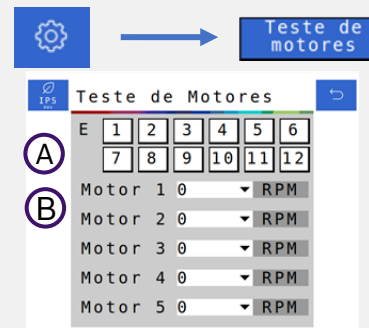 Teste de
motores
IPS
Teste de Motores
E 1 2 3 4 5 6
A
7 8 9 10 11 12
B
Motor 1 0 RPM
Motor 2 0 RPM
Motor 3 0 RPM
Motor 4 0 RPM
Motor 5 0 RPM